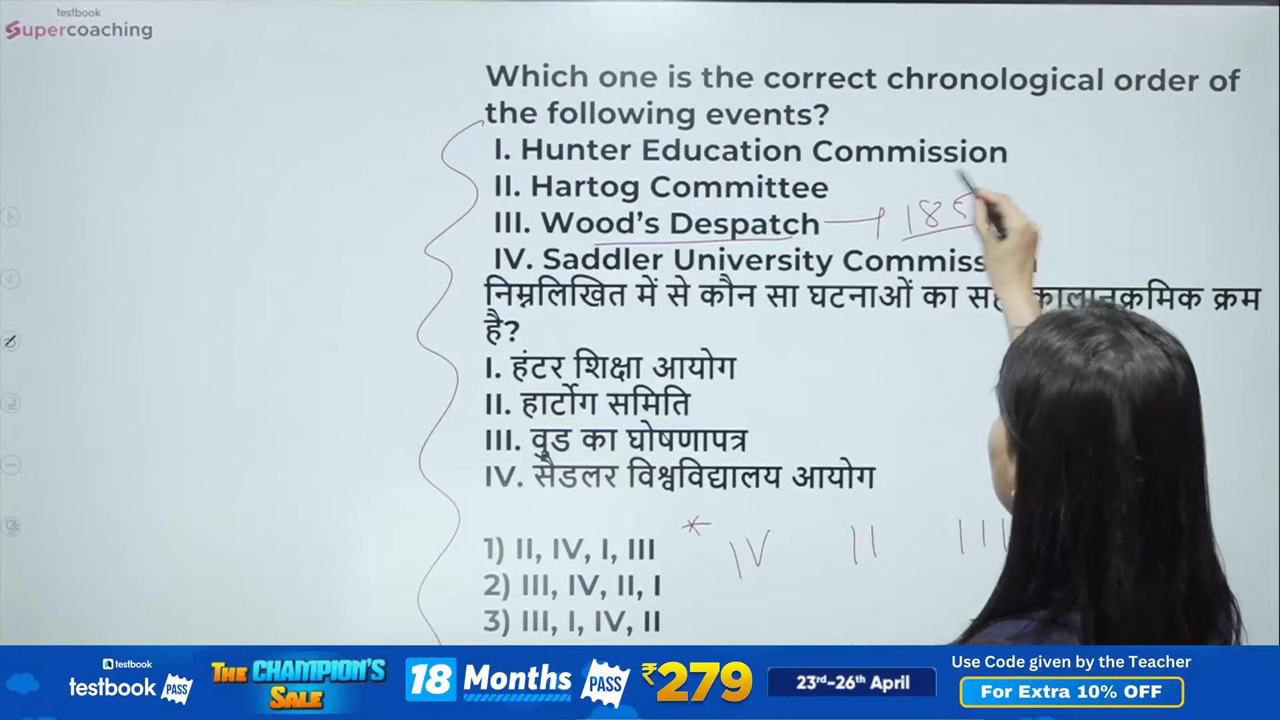 testbook
Supercoaching
Which one is the correct chronological order of
the following events?
I. Hunter Education Commission
II. Hartog Committee
III. Wood's Despatch → 185
IV. Saddler University Commiss
निम्नलिखित में से कौन सा घटनाओं का कालानुक्रमिक क्रम
है?
I. हंटर शिक्षा आयोग
II. हार्टोग समिति
III. वुड का घोषणापत्र
IV. सैडलर विश्वविद्यालय आयोग
1) II, IV, I, III
* IV II III
2) III, IV, II, I
3) III, I, IV, II
testbook
testbook PASS
THE CHAMPION'S SALE
18 Months PASS ₹279
23rd-26th April
Use Code given by the Teacher
For Extra 10% OFF